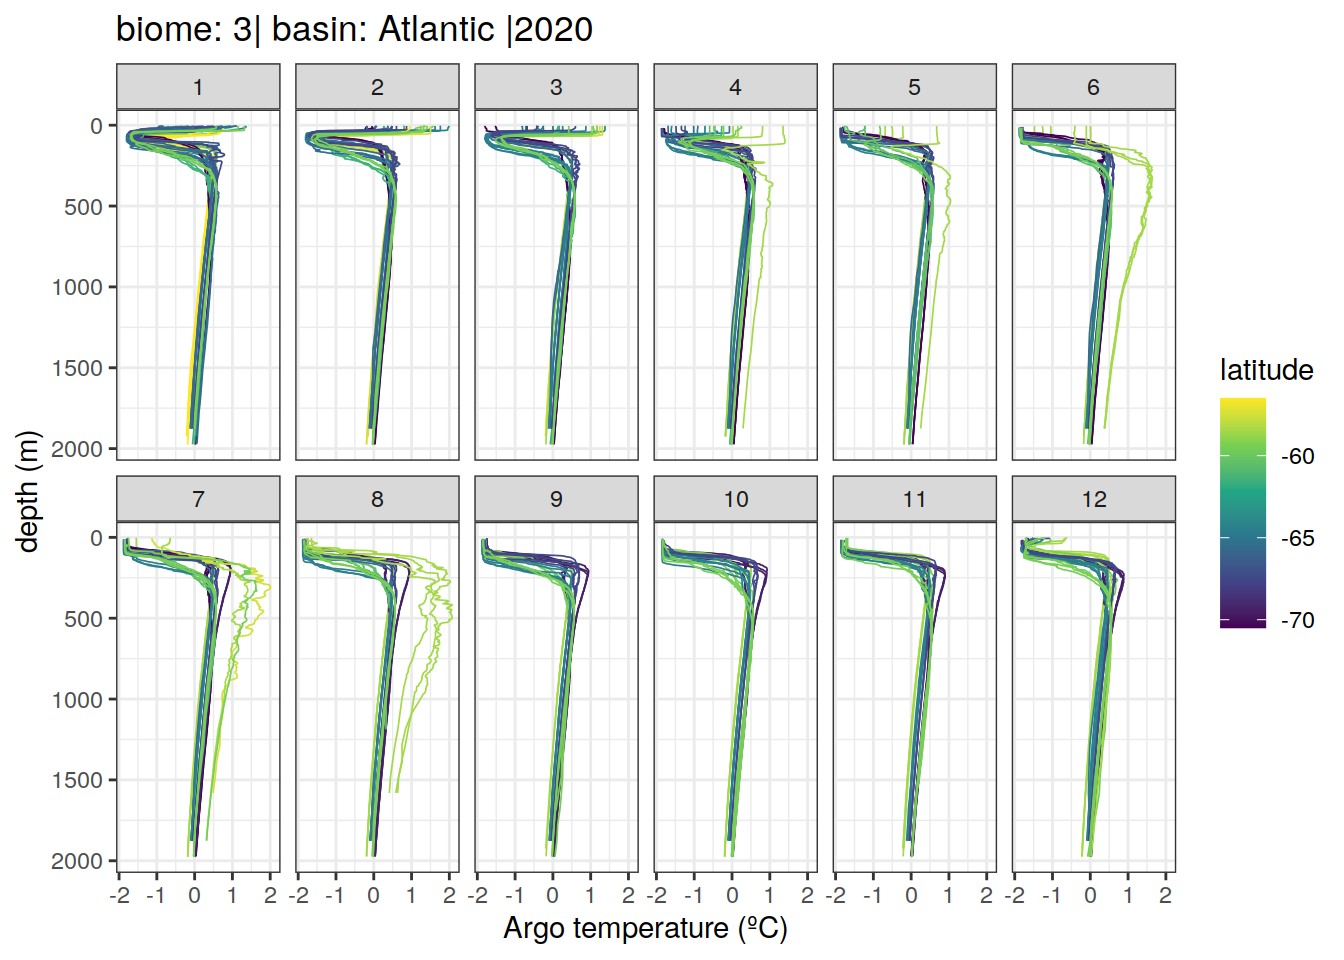 biome: 3| basin: Atlantic |2020
1 2 3 4 5 6
0
500
1000
1500
2000
7 8 9 10 11 12
0
500
1000
1500
2000
-2 -1 0 1 2 -2 -1 0 1 2 -2 -1 0 1 2 -2 -1 0 1 2 -2 -1 0 1 2 -2 -1 0 1 2
Argo temperature (ºC)
depth (m)
latitude
-60
-65
-70